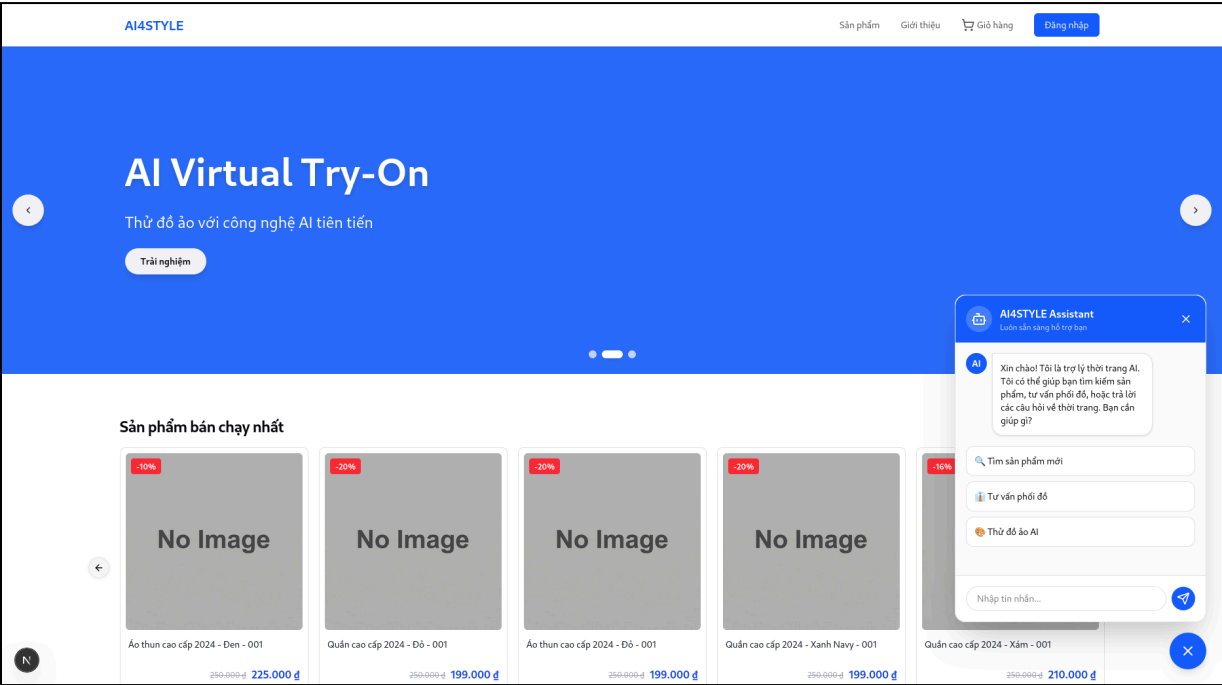 AI4STYLE
Sản phẩm
Giới thiệu
Giỏ hàng
Đăng nhập
AI Virtual Try-On
Thử đồ ảo với công nghệ AI tiên tiến
Trải nghiệm
Sản phẩm bán chạy nhất
-10%
No Image
Áo thun cao cấp 2024 - Đen - 001
250.000 ₫ 225.000 ₫
-20%
No Image
Quần cao cấp 2024 - Đỏ - 001
250.000 ₫ 199.000 ₫
-20%
No Image
Áo thun cao cấp 2024 - Đỏ - 001
250.000 ₫ 199.000 ₫
-20%
No Image
Quần cao cấp 2024 - Xanh Navy - 001
250.000 ₫ 199.000 ₫
-16%
No Image
Quần cao cấp 2024 - Xám - 001
250.000 ₫ 210.000 ₫
AI4STYLE Assistant
Luôn sẵn sàng hỗ trợ bạn
AI
Xin chào! Tôi là trợ lý thời trang AI.
Tôi có thể giúp bạn tìm kiếm sản
phẩm, tư vấn phối đồ, hoặc trả lời
các câu hỏi về thời trang. Bạn cần
giúp gì?
Tìm sản phẩm mới
Tư vấn phối đồ
Thử đồ ảo AI
Nhập tin nhắn...
N